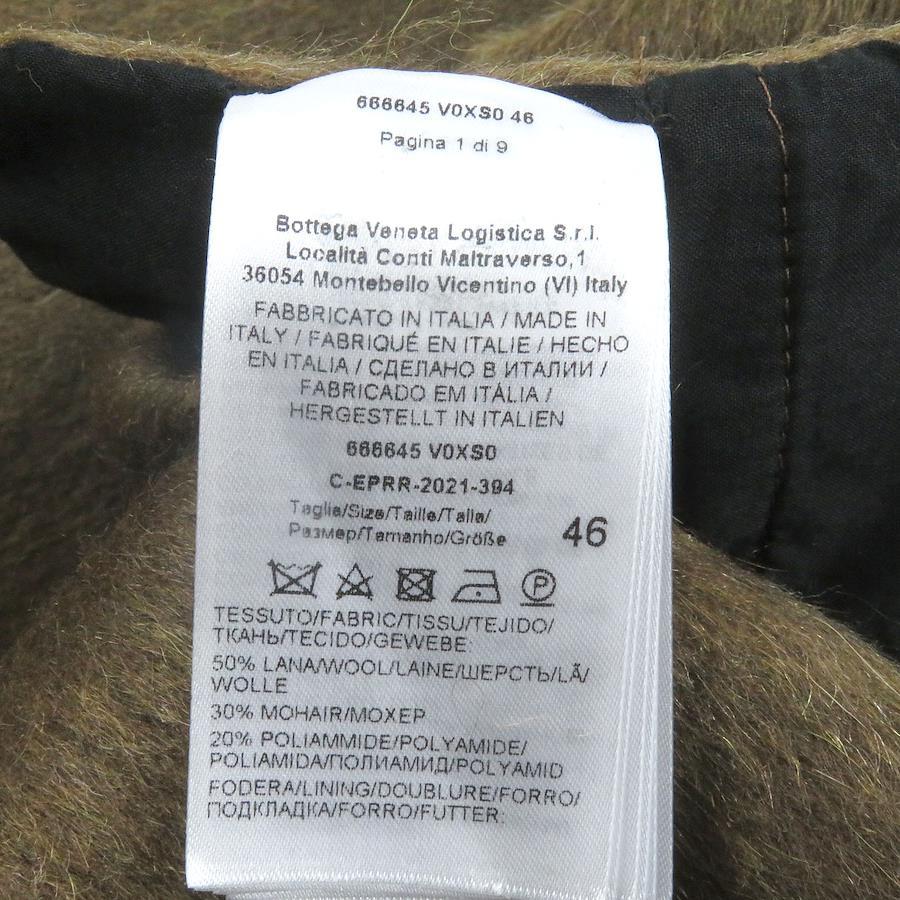 666645 V0XS0 46
Pagina 1 di 9
Bottega Veneta Logistica S.r.l.
Località Conti Maltraverso,1
36054 Montebello Vicentino (VI) Italy
FABBRICATO IN ITALIA / MADE IN
ITALY / FABRIQUÉ EN ITALIE / HECHO
EN ITALIA / СДЕЛАНО В ИТАЛИИ /
FABRICADO EM ITÁLIA /
HERGESTELLT IN ITALIEN
666645 V0XS0
C-EPRR-2021-394
Taglia/Size/Taille/Talla/
Размер/Tamanho/Größe 46
P
TESSUTO/FABRIC/TISSU/TEJIDO/
ТКАНЬ/TECIDO/GEWEBE:
50% LANA/WOOL/LAINE/ШЕРСТЬ/LÃ/
WOLLE
30% MOHAIR/МОХЕР
20% POLIAMMIDE/POLYAMIDE/
POLIAMIDA/ПОЛИАМИД/POLYAMID
FODERA/LINING/DOUBLURE/FORRO/
ПОДКЛАДКА/FORRO/FUTTER: